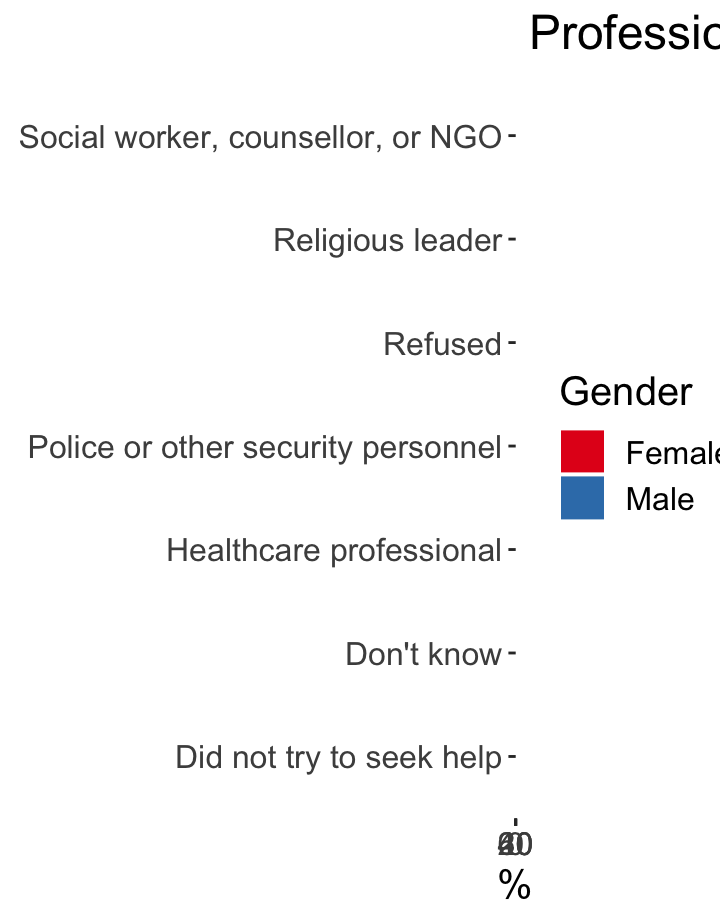 Professio
Social worker, counsellor, or NGO
Religious leader
Refused
Gender
Police or other security personnel
Female
Male
Healthcare professional
Don't know
Did not try to seek help
%